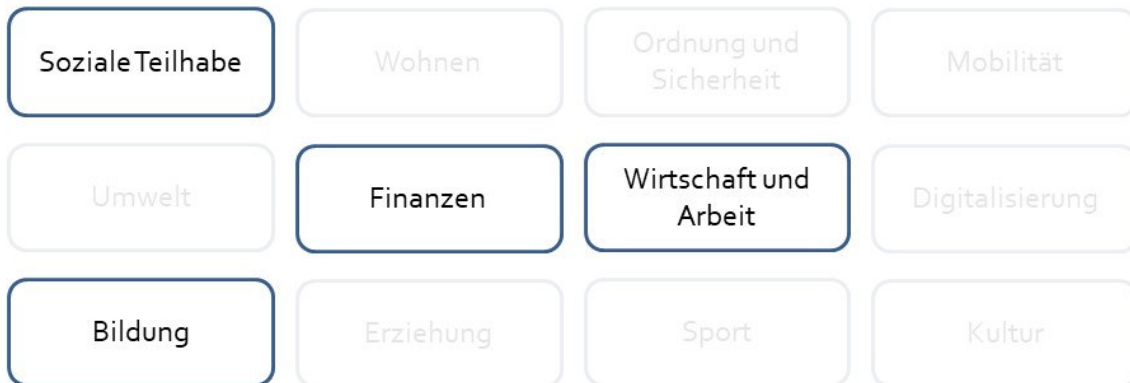 Soziale Teilhabe
Wohnen
Ordnung und
Sicherheit
Mobilität
Umwelt
Finanzen
Wirtschaft und
Arbeit
Digitalisierung
Bildung
Erziehung
Sport
Kultur